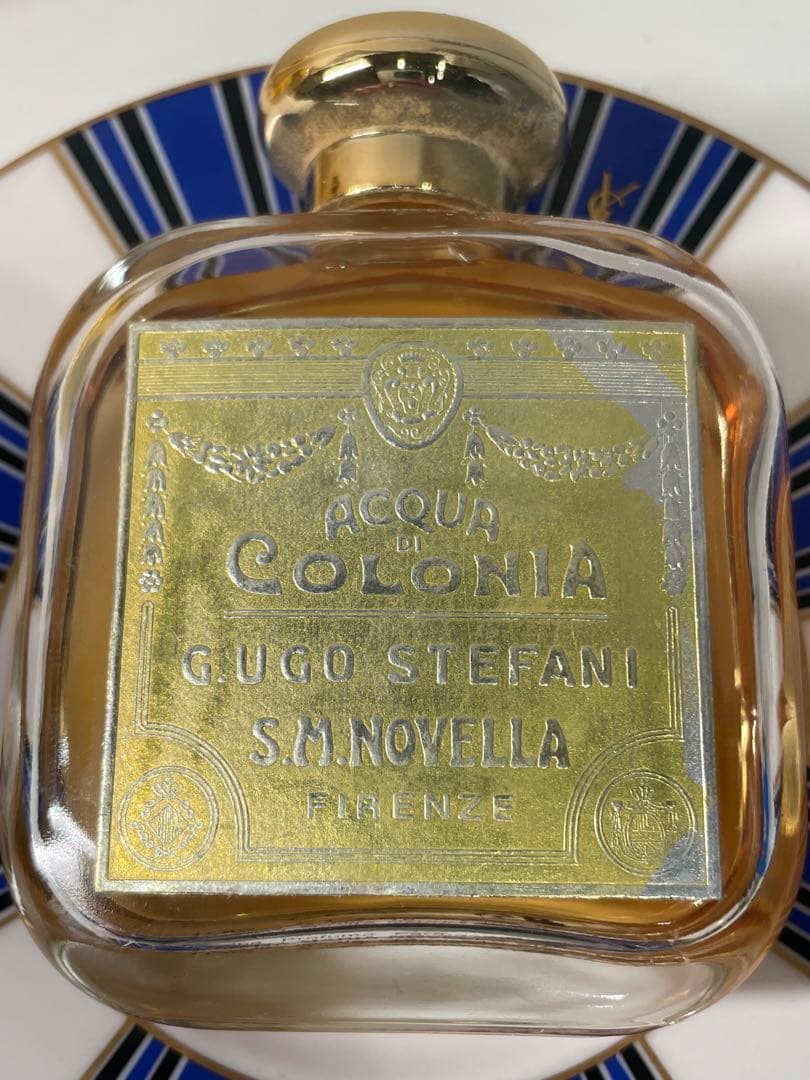 ACQUA
DI
COLONIA
G.UGO STEFANI
S.M.NOVELLA
FIRENZE